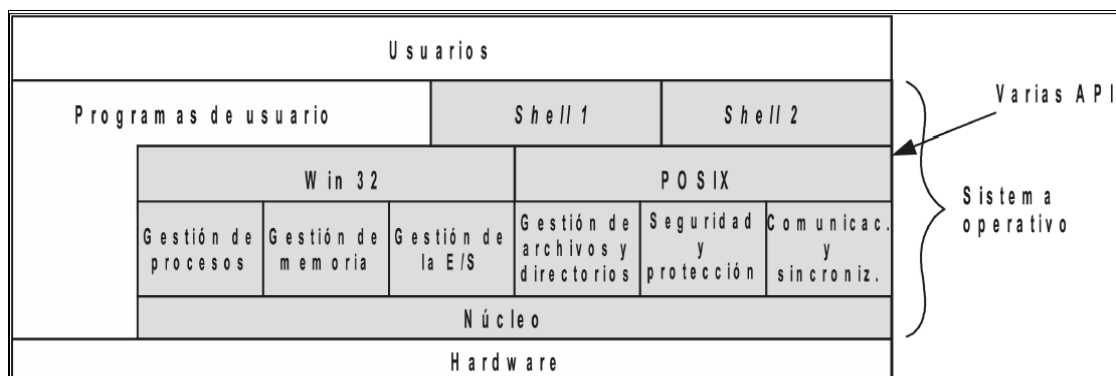 Usuarios
Programas de usuario
Shell 1
Shell 2
Varias API
Win 32
POSIX
Sistema
operativo
Gestión de
procesos
Gestión de
memoria
Gestión de
la E/S
Gestión de
archivos y
directorios
Seguridad
y
protección
Comunicac.
y
sincroniz.
Núcleo
Hardware